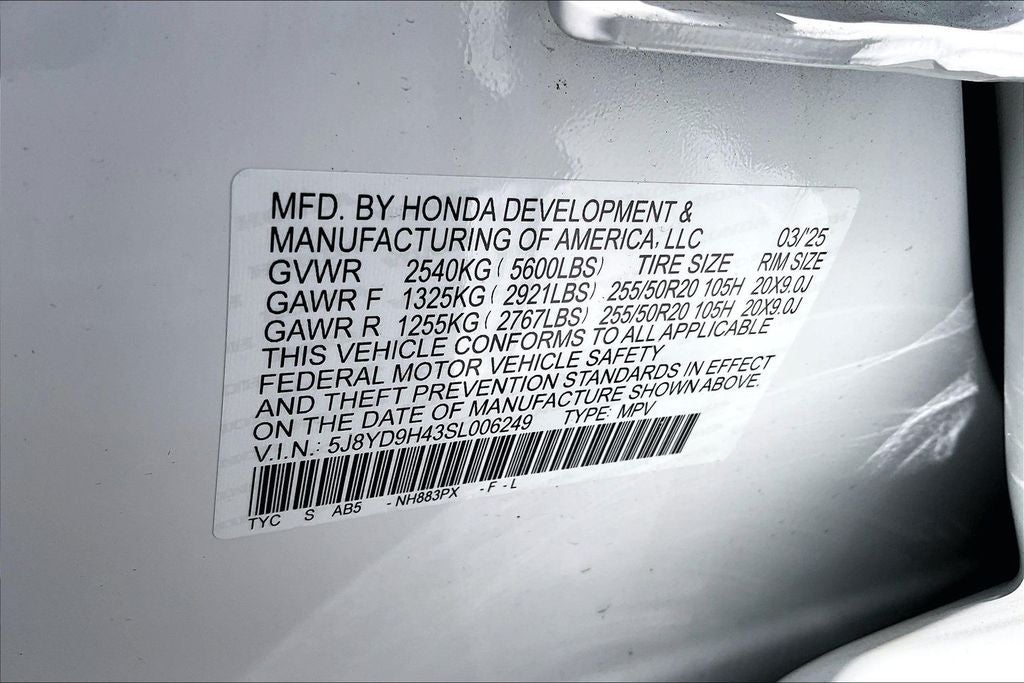 MFD. BY HONDA DEVELOPMENT &
MANUFACTURING OF AMERICA, LLC 03/'25
GVWR 2540KG ( 5600LBS) TIRE SIZE RIM SIZE
GAWR F 1325KG ( 2921LBS) 255/50R20 105H 20X9.0J
GAWR R 1255KG ( 2767LBS) 255/50R20 105H 20X9.0J
THIS VEHICLE CONFORMS TO ALL APPLICABLE
FEDERAL MOTOR VEHICLE SAFETY
AND THEFT PREVENTION STANDARDS IN EFFECT
ON THE DATE OF MANUFACTURE SHOWN ABOVE.
V.I.N.: 5J8YD9H43SL006249 TYPE: MPV
TYC S AB5 - NH883PX - F - L